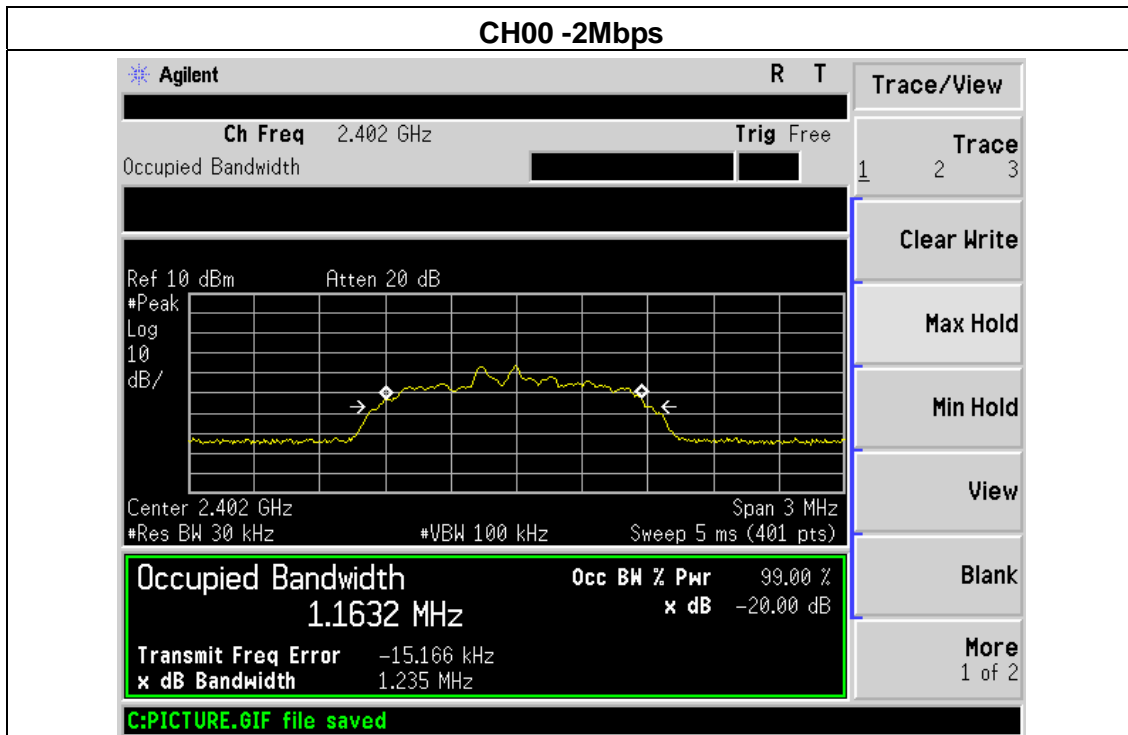 CH00 -2Mbps
Agilent R T
Trace/View
Ch Freq 2.402 GHz Trig Free
Occupied Bandwidth
Trace
1 2 3
Clear Write
Ref 10 dBm Atten 20 dB
#Peak
Log
10
dB/
Max Hold
Min Hold
View
Center 2.402 GHz Span 3 MHz
#Res BW 30 kHz #VBW 100 kHz Sweep 5 ms (401 pts)
Occupied Bandwidth Occ BW % Pwr 99.00 %
1.1632 MHz x dB -20.00 dB
Blank
Transmit Freq Error -15.166 kHz
x dB Bandwidth 1.235 MHz
More
1 of 2
C:PICTURE.GIF file saved